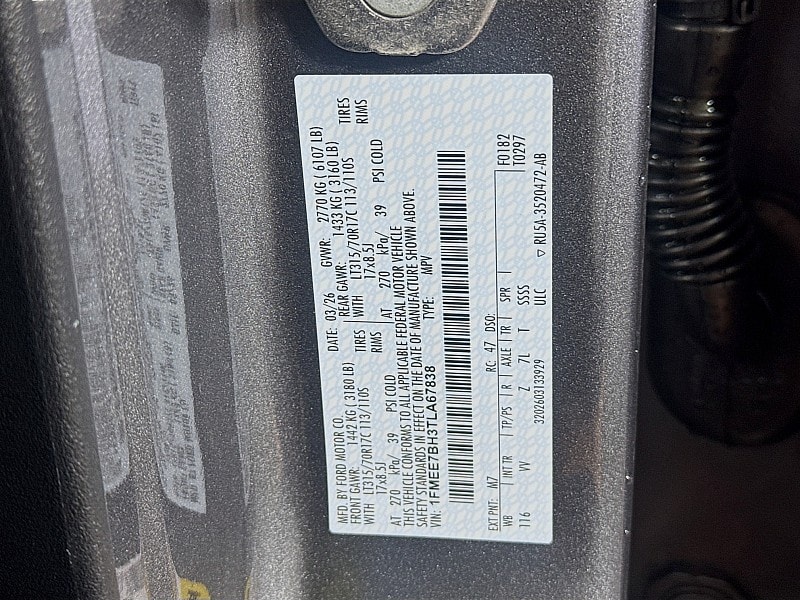 MFD. BY FORD MOTOR CO. DATE: 03/26 GVWR: 2770 KG ( 6107 LB)
FRONT GAWR: 1442 KG ( 3180 LB) REAR GAWR: 1433 KG ( 3160 LB)
WITH LT315/70R17C 113/110S TIRES WITH LT315/70R17C 113/110S TIRES
17x8.5J RIMS 17x8.5J RIMS
AT 270 kPa/ 39 PSI COLD AT 270 kPa/ 39 PSI COLD
THIS VEHICLE CONFORMS TO ALL APPLICABLE FEDERAL MOTOR VEHICLE
SAFETY STANDARDS IN EFFECT ON THE DATE OF MANUFACTURE SHOWN ABOVE.
VIN: 1FMEE7BH3TLA67838 TYPE: MPV
EXT PNT: M7 RC: 47 DSO: F0182
WB INT TR TP/PS R AXLE TR SPR T0297
116 VV Z 7L T SSSS
3202603133929 ULC ▽ RU5A-3520472-AB